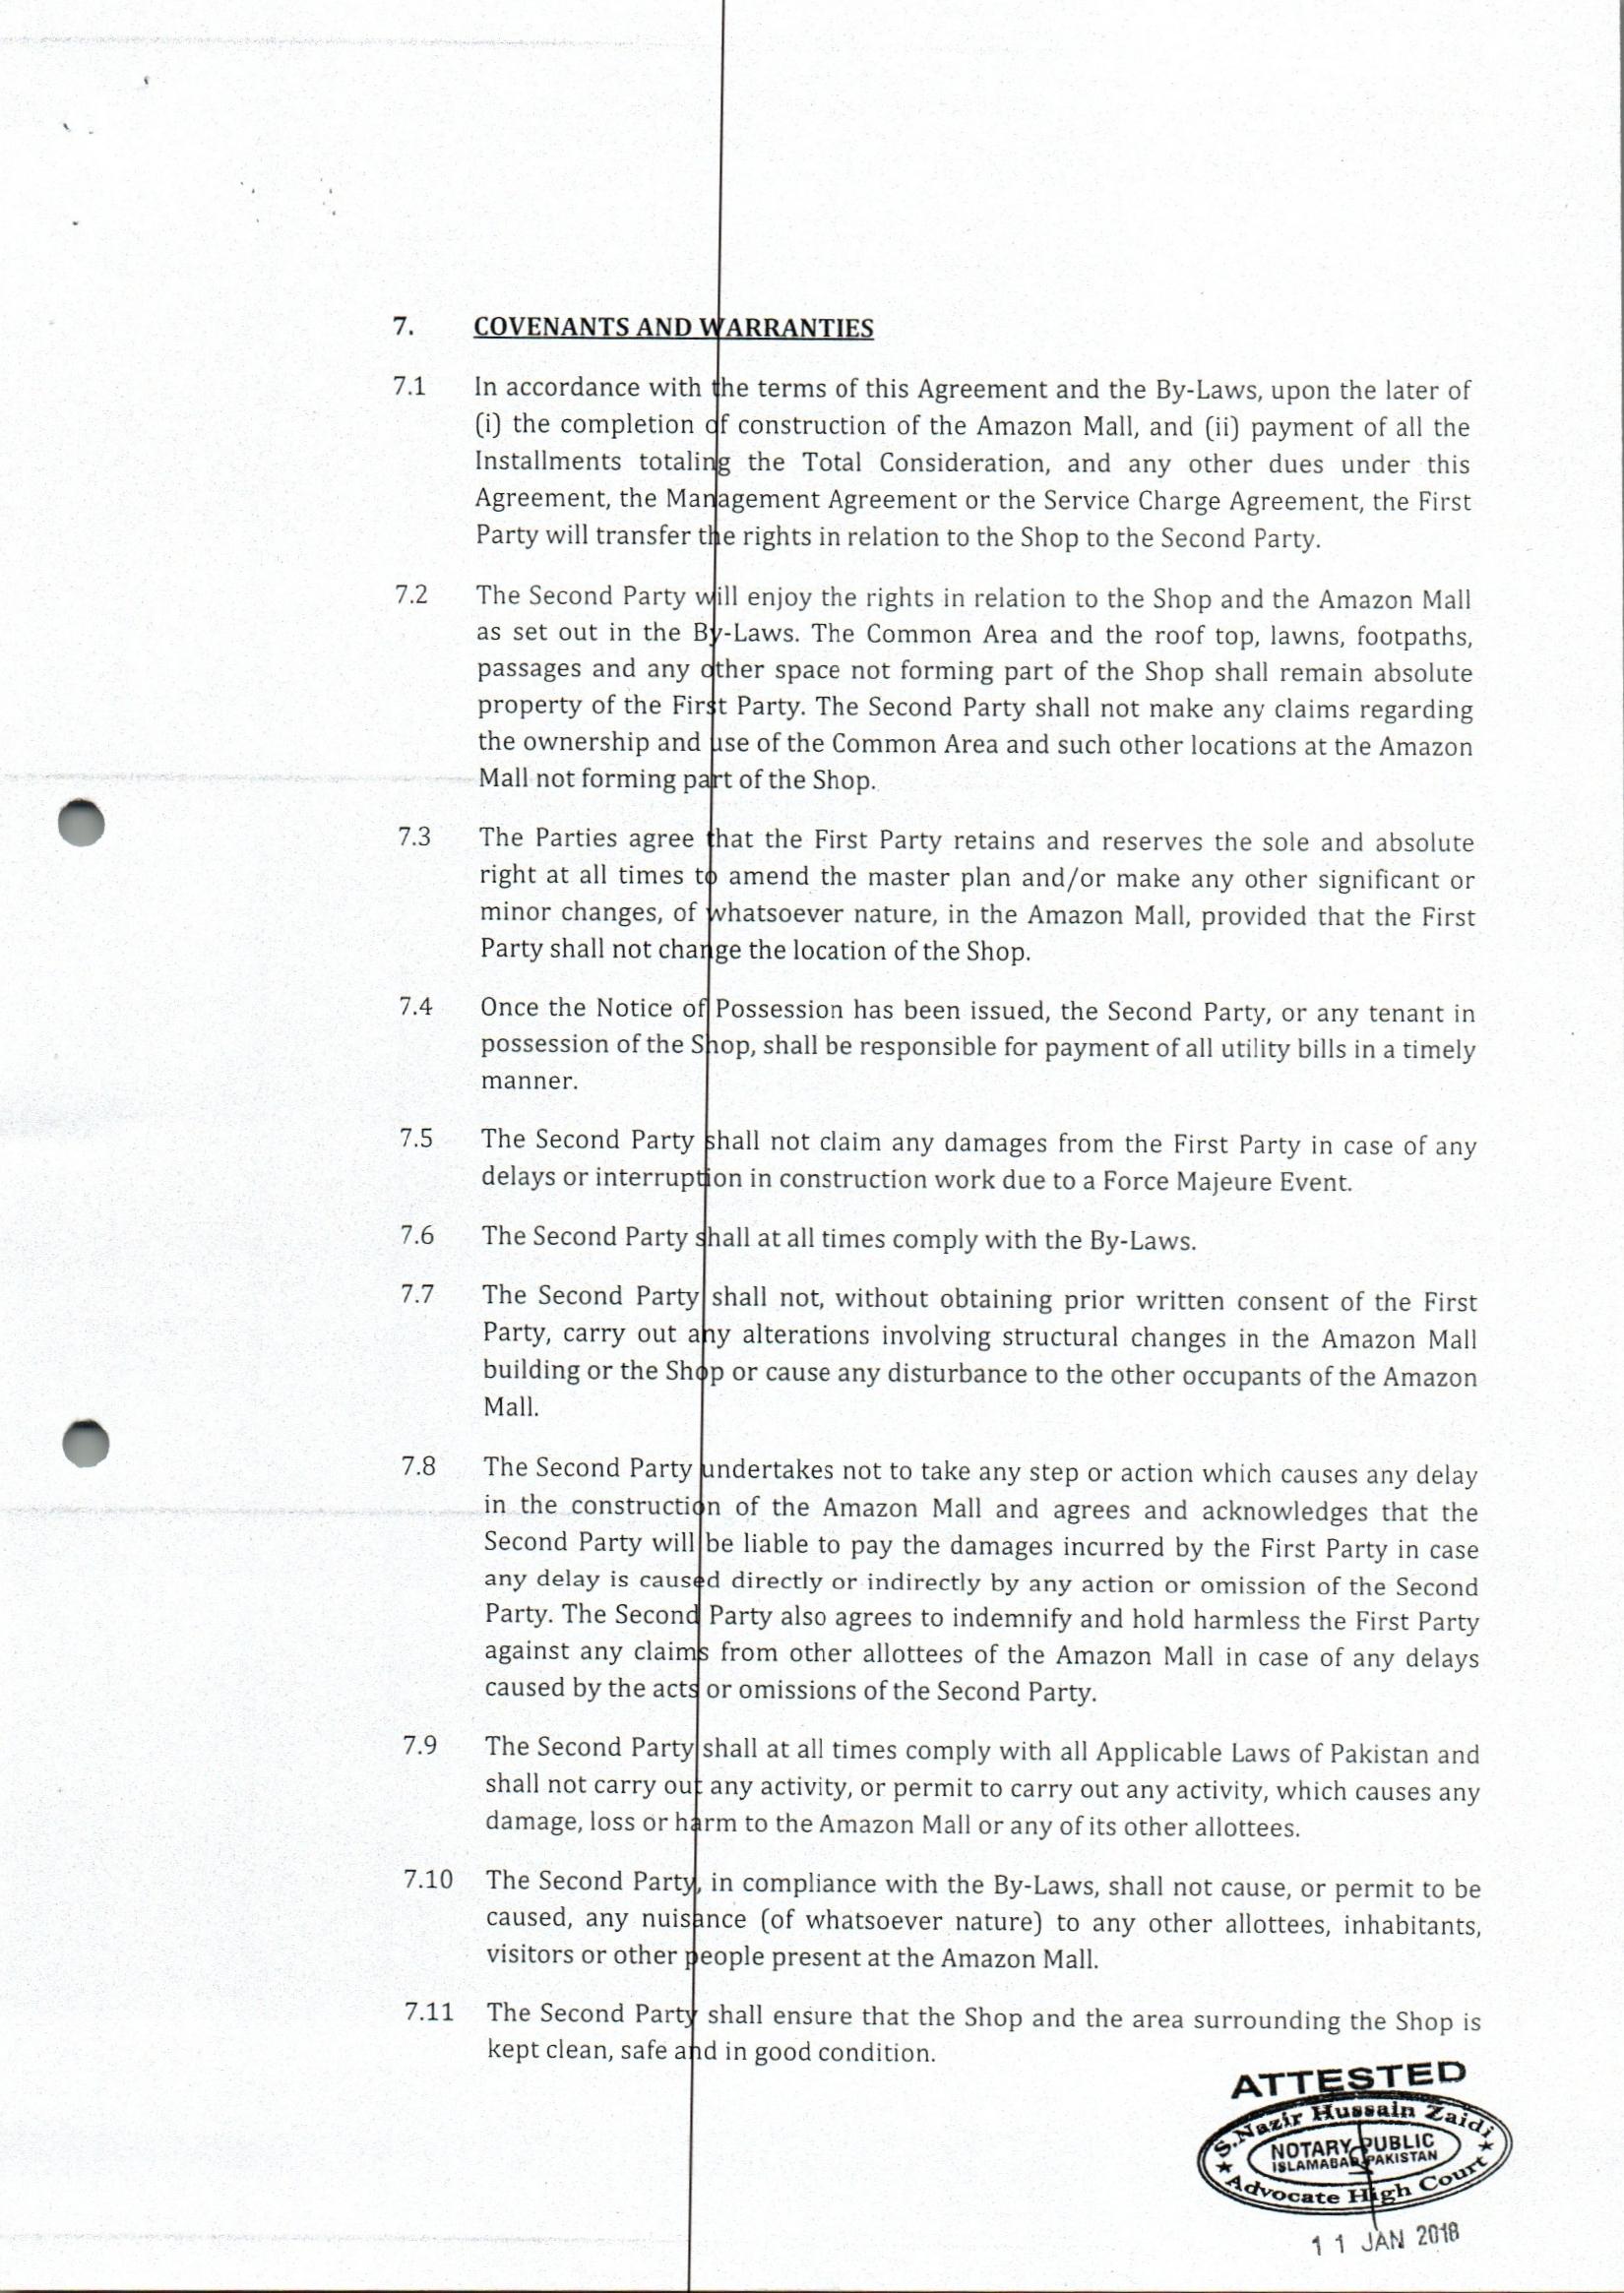 7. COVENANTS AND WARRANTIES
7.1 In accordance with the terms of this Agreement and the By-Laws, upon the later of
(i) the completion of construction of the Amazon Mall, and (ii) payment of all the
Installments totaling the Total Consideration, and any other dues under this
Agreement, the Management Agreement or the Service Charge Agreement, the First
Party will transfer the rights in relation to the Shop to the Second Party.
7.2 The Second Party will enjoy the rights in relation to the Shop and the Amazon Mall
as set out in the By-Laws. The Common Area and the roof top, lawns, footpaths,
passages and any other space not forming part of the Shop shall remain absolute
property of the First Party. The Second Party shall not make any claims regarding
the ownership and use of the Common Area and such other locations at the Amazon
Mall not forming part of the Shop.
7.3 The Parties agree that the First Party retains and reserves the sole and absolute
right at all times to amend the master plan and/or make any other significant or
minor changes, of whatsoever nature, in the Amazon Mall, provided that the First
Party shall not change the location of the Shop.
7.4 Once the Notice of Possession has been issued, the Second Party, or any tenant in
possession of the Shop, shall be responsible for payment of all utility bills in a timely
manner.
7.5 The Second Party shall not claim any damages from the First Party in case of any
delays or interruption in construction work due to a Force Majeure Event.
7.6 The Second Party shall at all times comply with the By-Laws.
7.7 The Second Party shall not, without obtaining prior written consent of the First
Party, carry out any alterations involving structural changes in the Amazon Mall
building or the Shop or cause any disturbance to the other occupants of the Amazon
Mall.
7.8 The Second Party undertakes not to take any step or action which causes any delay
in the construction of the Amazon Mall and agrees and acknowledges that the
Second Party will be liable to pay the damages incurred by the First Party in case
any delay is caused directly or indirectly by any action or omission of the Second
Party. The Second Party also agrees to indemnify and hold harmless the First Party
against any claims from other allottees of the Amazon Mall in case of any delays
caused by the acts or omissions of the Second Party.
7.9 The Second Party shall at all times comply with all Applicable Laws of Pakistan and
shall not carry out any activity, or permit to carry out any activity, which causes any
damage, loss or harm to the Amazon Mall or any of its other allottees.
7.10 The Second Party, in compliance with the By-Laws, shall not cause, or permit to be
caused, any nuisance (of whatsoever nature) to any other allottees, inhabitants,
visitors or other people present at the Amazon Mall.
7.11 The Second Party shall ensure that the Shop and the area surrounding the Shop is
kept clean, safe and in good condition.
ATTESTED
S. Nazir Hussain Zaidi
NOTARY PUBLIC
ISLAMABAD PAKISTAN
Advocate High Court
11 JAN 2018